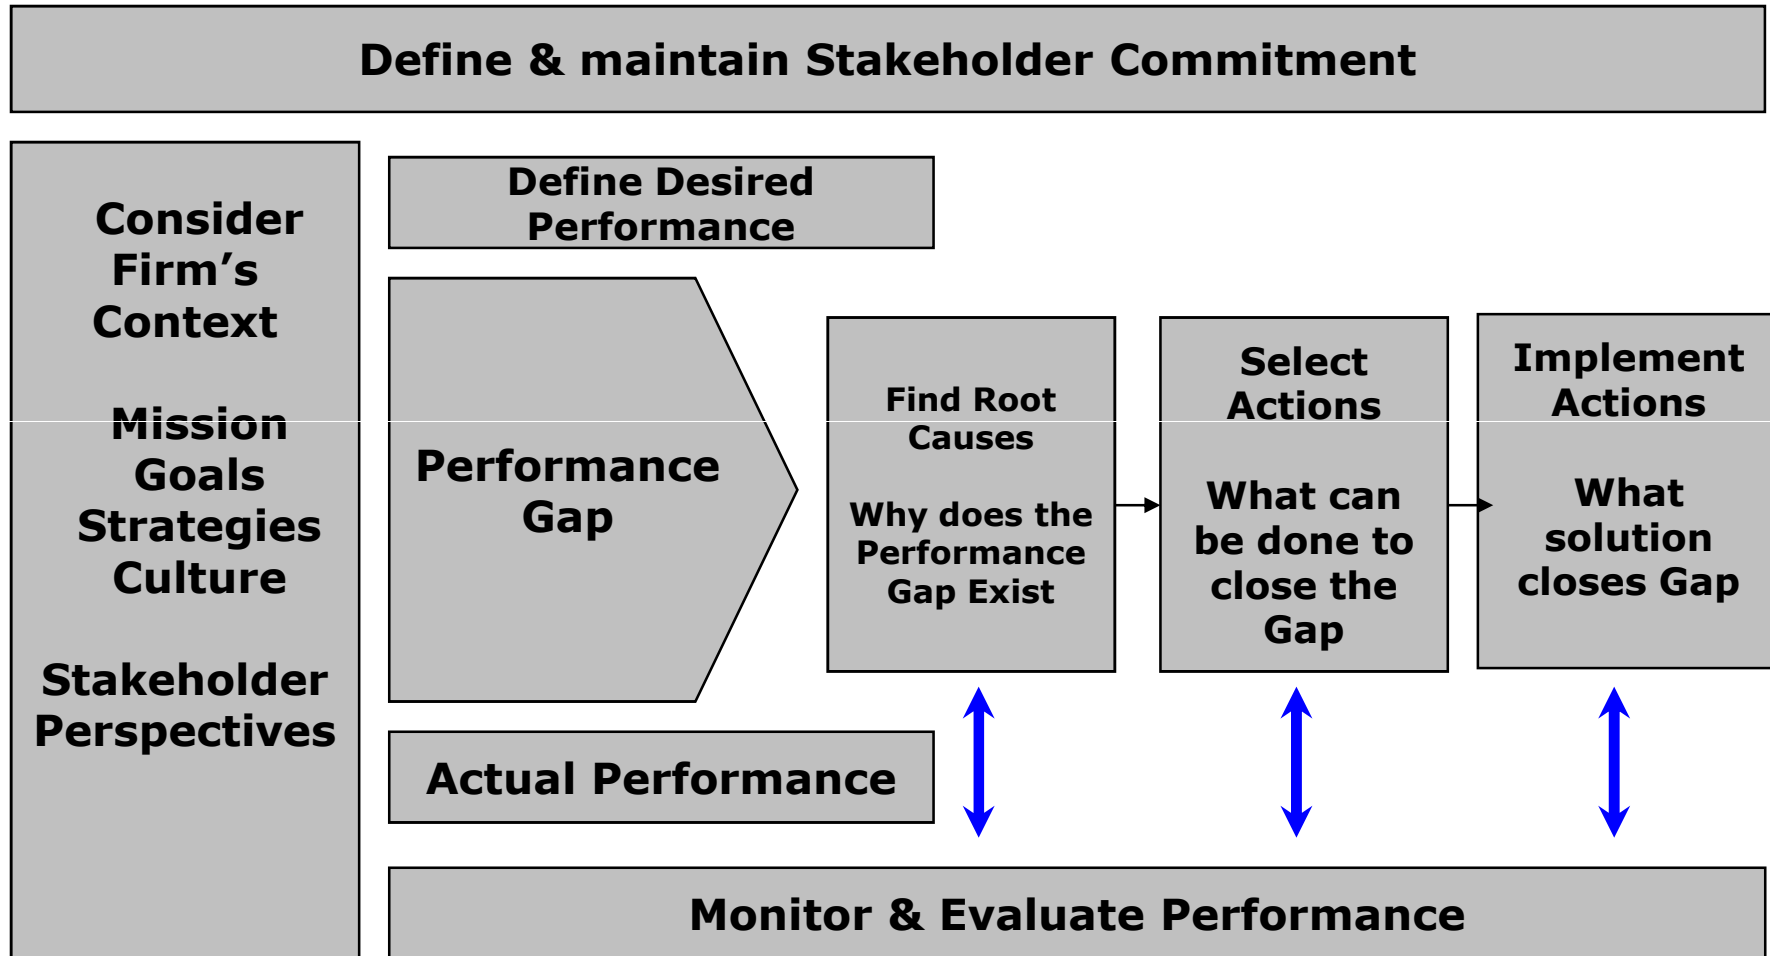 Define & maintain Stakeholder Commitment
Consider
Firm’s
Context
Mission
Goals
Strategies
Culture
Stakeholder
Perspectives
Define Desired
Performance
Performance
Gap
Actual Performance
Find Root
Causes
Why does the
Performance
Gap Exist
Select
Actions
What can
be done to
close the
Gap
Implement
Actions
What
solution
closes Gap
Monitor & Evaluate Performance